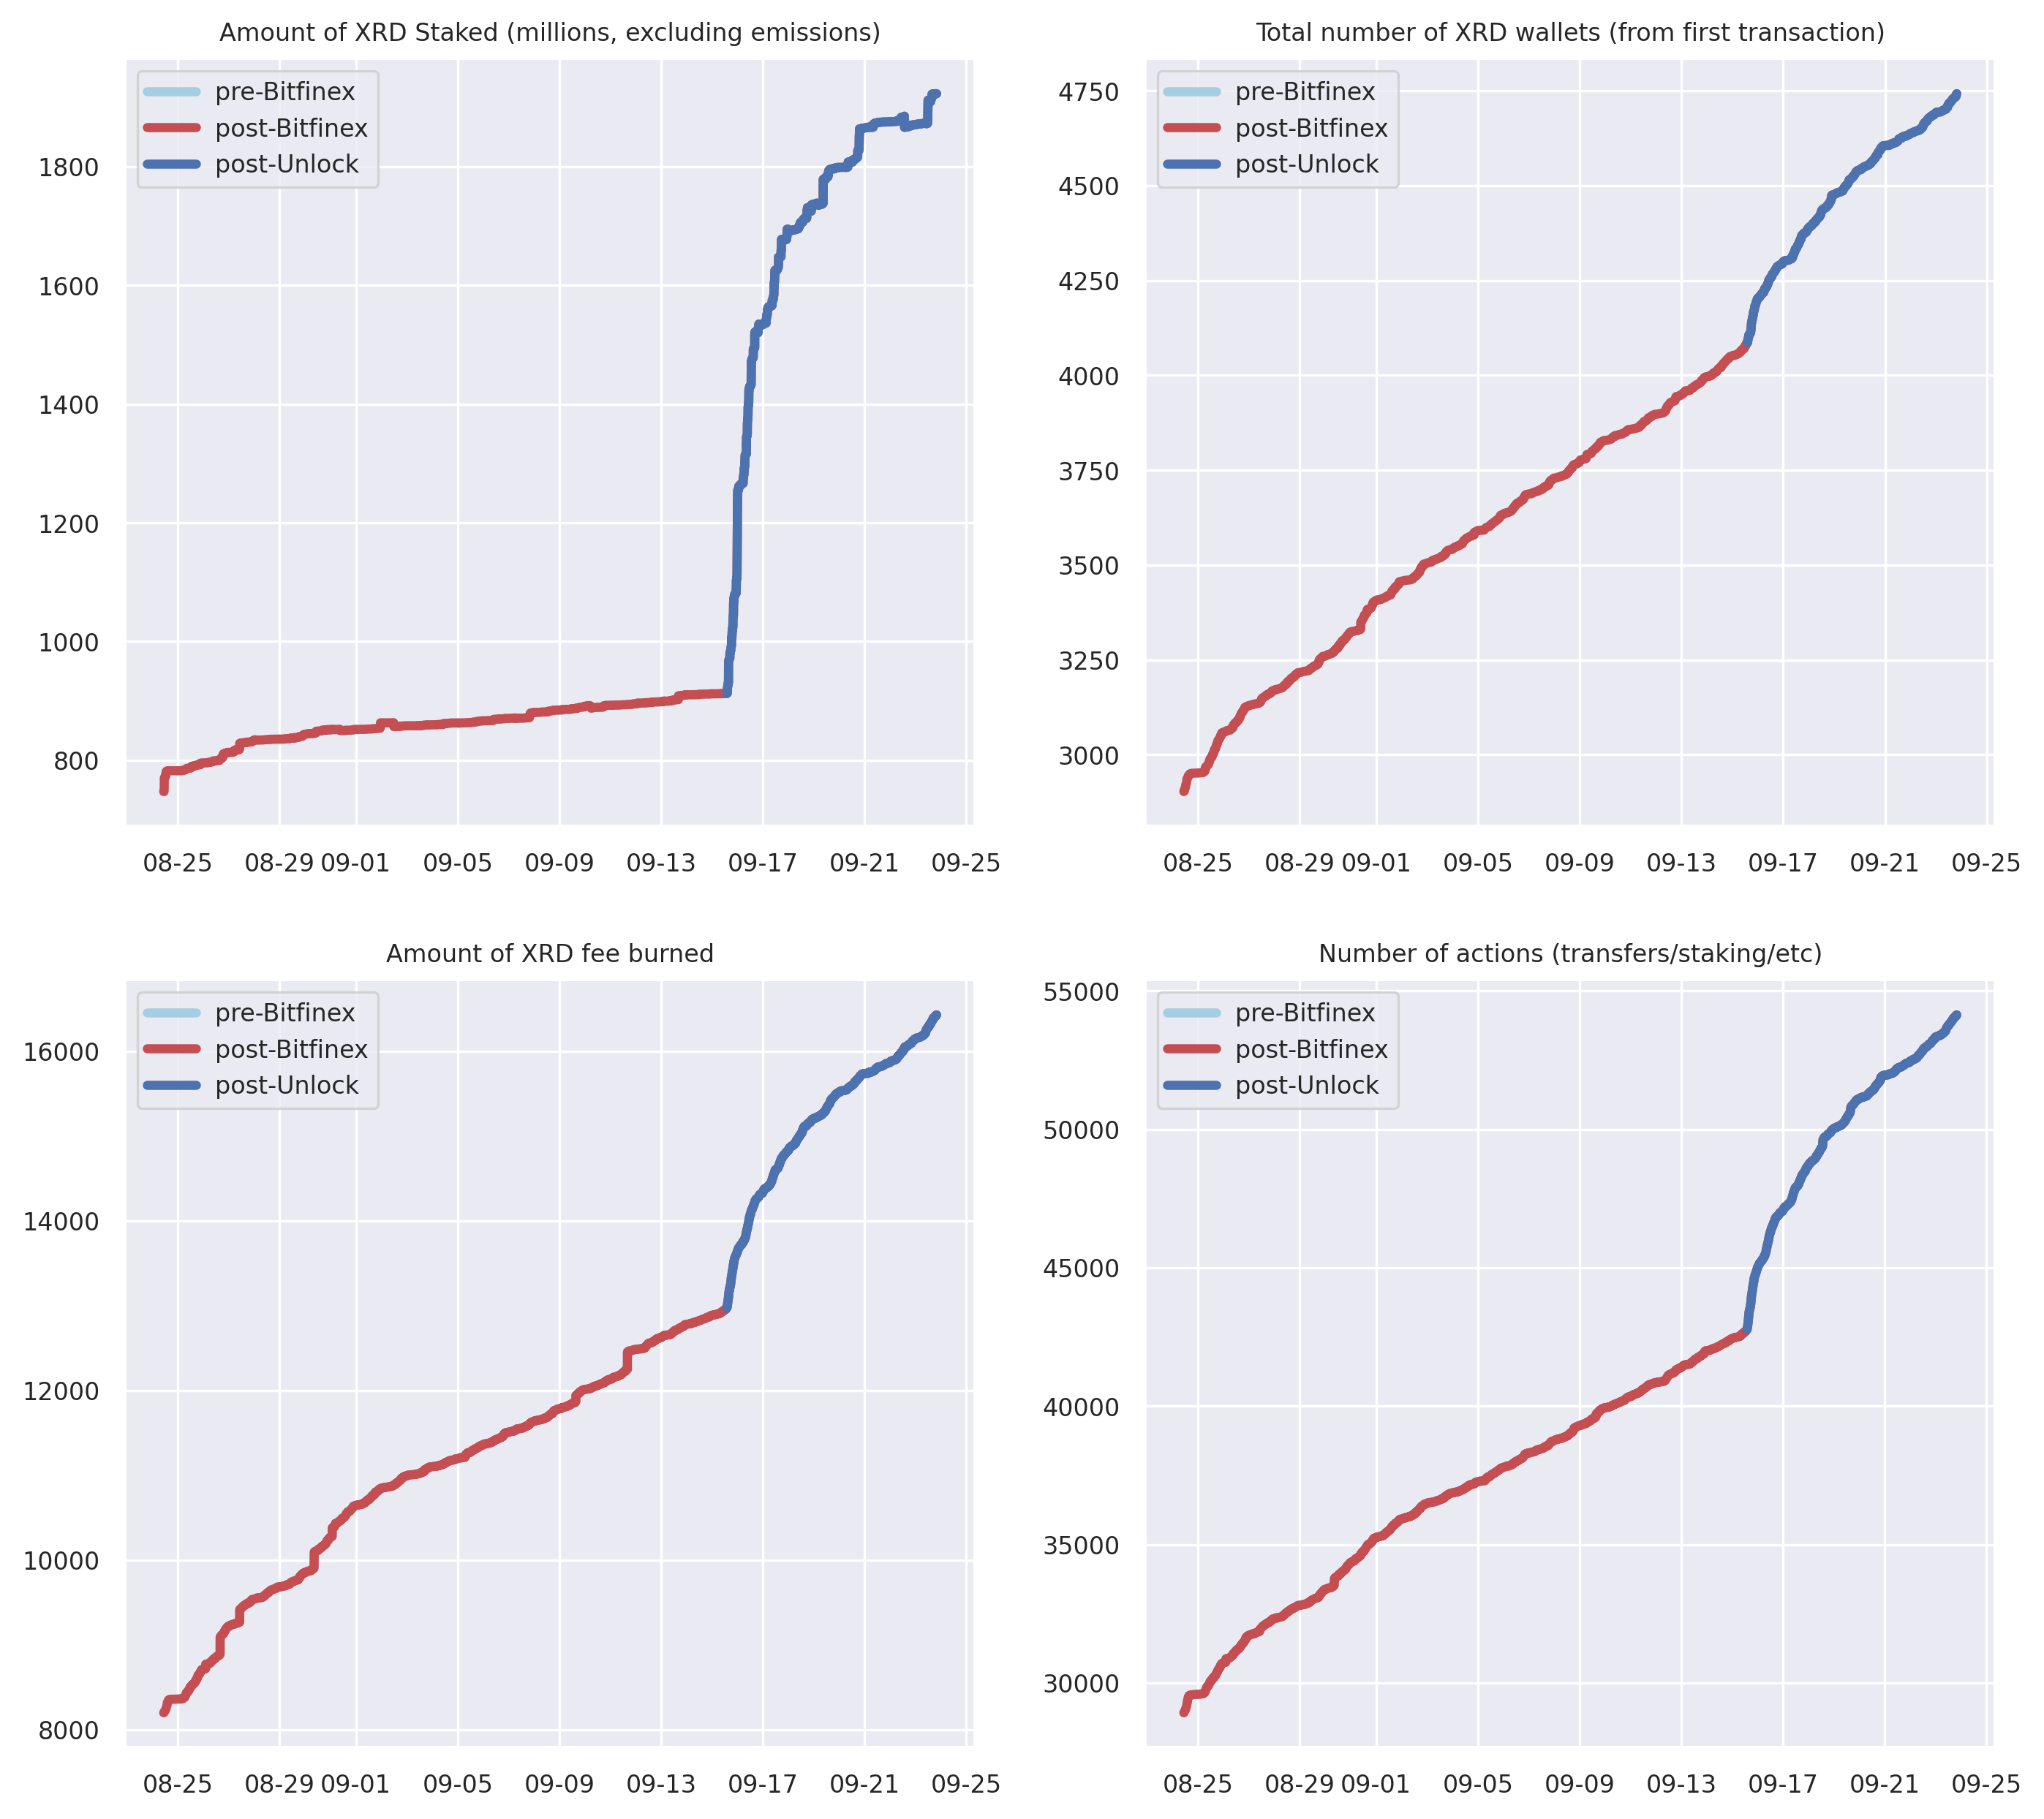 Amount of XRD Staked (millions, excluding emissions)
pre-Bitfinex
post-Bitfinex
post-Unlock
1800
1600
1400
1200
1000
800
08-25 08-29 09-01 09-05 09-09 09-13 09-17 09-21 09-25
Total number of XRD wallets (from first transaction)
pre-Bitfinex
post-Bitfinex
post-Unlock
4750
4500
4250
4000
3750
3500
3250
3000
08-25 08-29 09-01 09-05 09-09 09-13 09-17 09-21 09-25
Amount of XRD fee burned
pre-Bitfinex
post-Bitfinex
post-Unlock
16000
14000
12000
10000
8000
08-25 08-29 09-01 09-05 09-09 09-13 09-17 09-21 09-25
Number of actions (transfers/staking/etc)
pre-Bitfinex
post-Bitfinex
post-Unlock
55000
50000
45000
40000
35000
30000
08-25 08-29 09-01 09-05 09-09 09-13 09-17 09-21 09-25